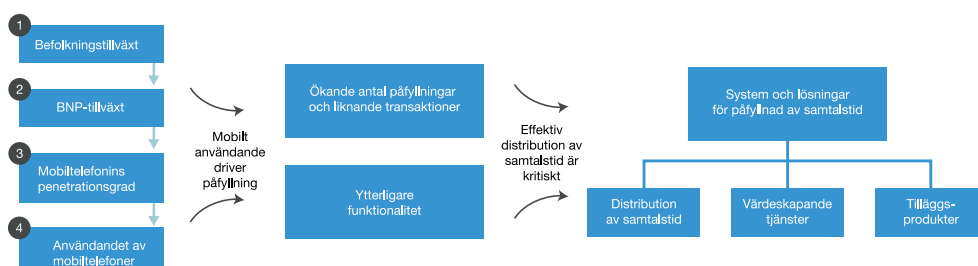 1
Befolkningstillväxt
2
BNP-tillväxt
3
Mobiltelefonins
penetrationsgrad
4
Användandet av
mobiltelefoner
Mobilt
användande
driver
påfyllning
Ökande antal påfyllningar
och liknande transaktioner
Ytterligare
funktionalitet
Effektiv
distribution av
samtalstid är
kritiskt
System och lösningar
för påfyllnad av samtalstid
Distribution
av samtalstid
Värdeskapande
tjänster
Tilläggs-
produkter